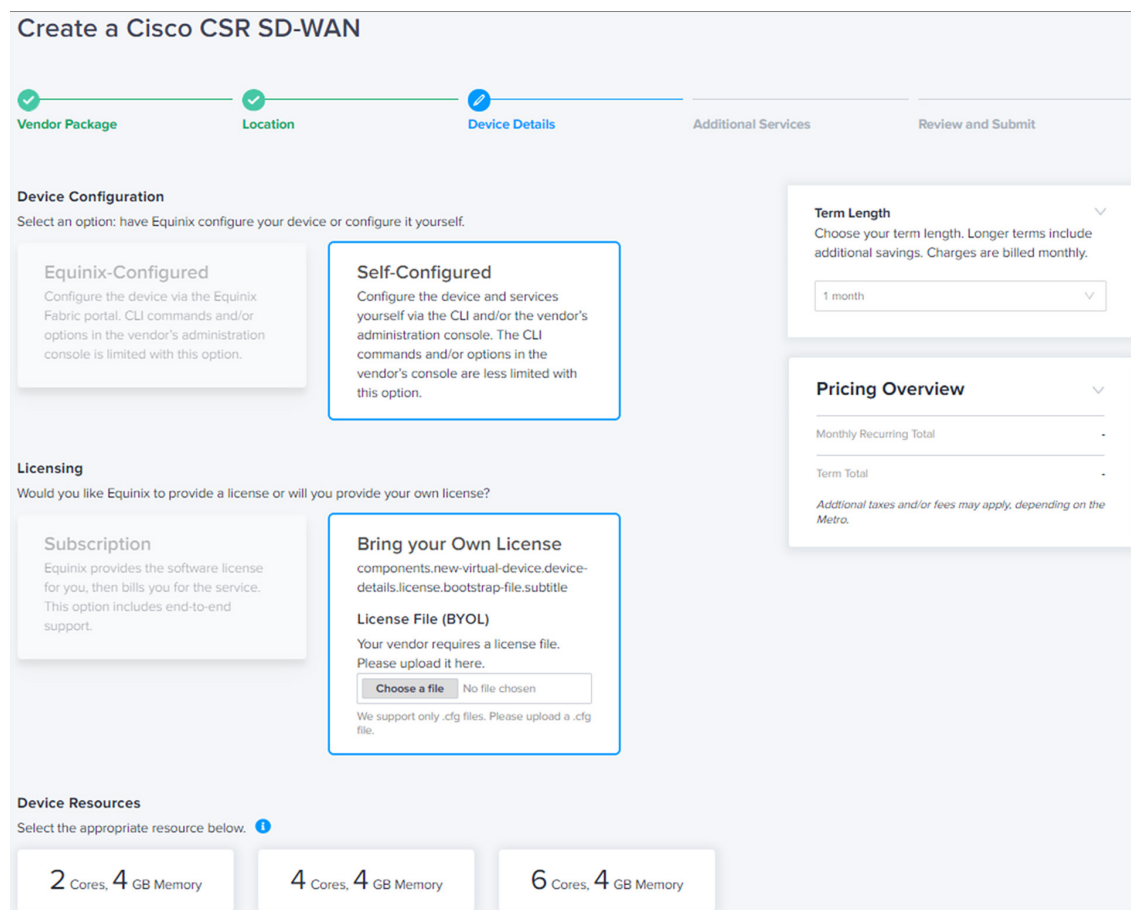 Create a Cisco CSR SD-WAN
Vendor Package
Location
Device Details
Additional Services
Review and Submit
Device Configuration
Select an option: have Equinix configure your device or configure it yourself.
Equinix-Configured
Configure the device via the Equinix
Fabric portal. CLI commands and/or
options in the vendor's administration
console is limited with this option.
Self-Configured
Configure the device and services
yourself via the CLI and/or the vendor's
administration console. The CLI
commands and/or options in the
vendor's console are less limited with
this option.
Term Length
Choose your term length. Longer terms include
additional savings. Charges are billed monthly.
1 month
Pricing Overview
Monthly Recurring Total -
Term Total -
Addtional taxes and/or fees may apply, depending on the
Metro.
Licensing
Would you like Equinix to provide a license or will you provide your own license?
Subscription
Equinix provides the software license
for you, then bills you for the service.
This option includes end-to-end
support.
Bring your Own License
components.new-virtual-device.device-
details.license.bootstrap-file.subtitle
License File (BYOL)
Your vendor requires a license file.
Please upload it here.
Choose a file No file chosen
We support only .cfg files. Please upload a .cfg
file.
Device Resources
Select the appropriate resource below.
2 Cores, 4 GB Memory
4 Cores, 4 GB Memory
6 Cores, 4 GB Memory